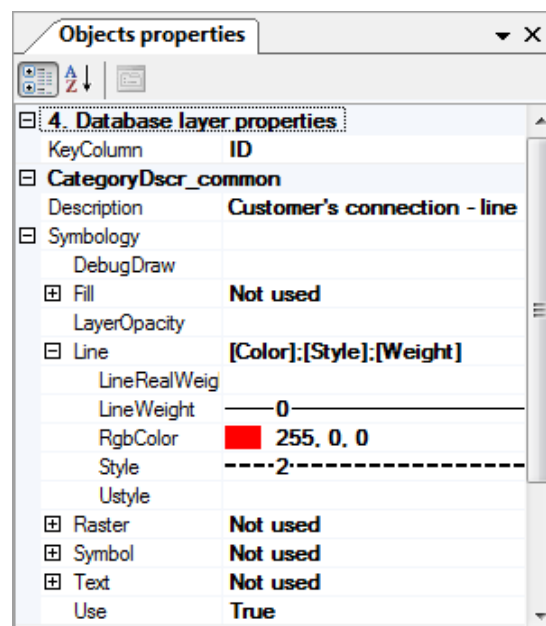 Objects properties
4. Database layer properties
KeyColumn ID
CategoryDscr_common
Description Customer's connection - line
Symbology
DebugDraw
Fill Not used
LayerOpacity
Line [Color];[Style];[Weight]
LineRealWeig
LineWeight 0
RgbColor 255, 0, 0
Style 2
Ustyle
Raster Not used
Symbol Not used
Text Not used
Use True